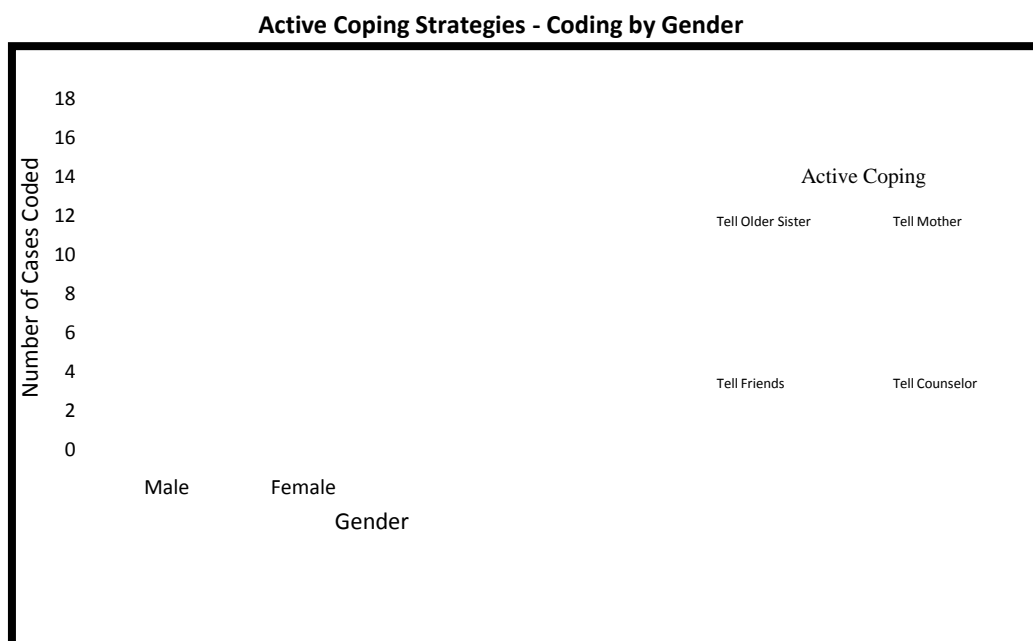 Active Coping Strategies - Coding by Gender
Number of Cases Coded
18
16
14
12
10
8
6
4
2
0
Male Female
Gender
Active Coping
Tell Older Sister Tell Mother
Tell Friends Tell Counselor